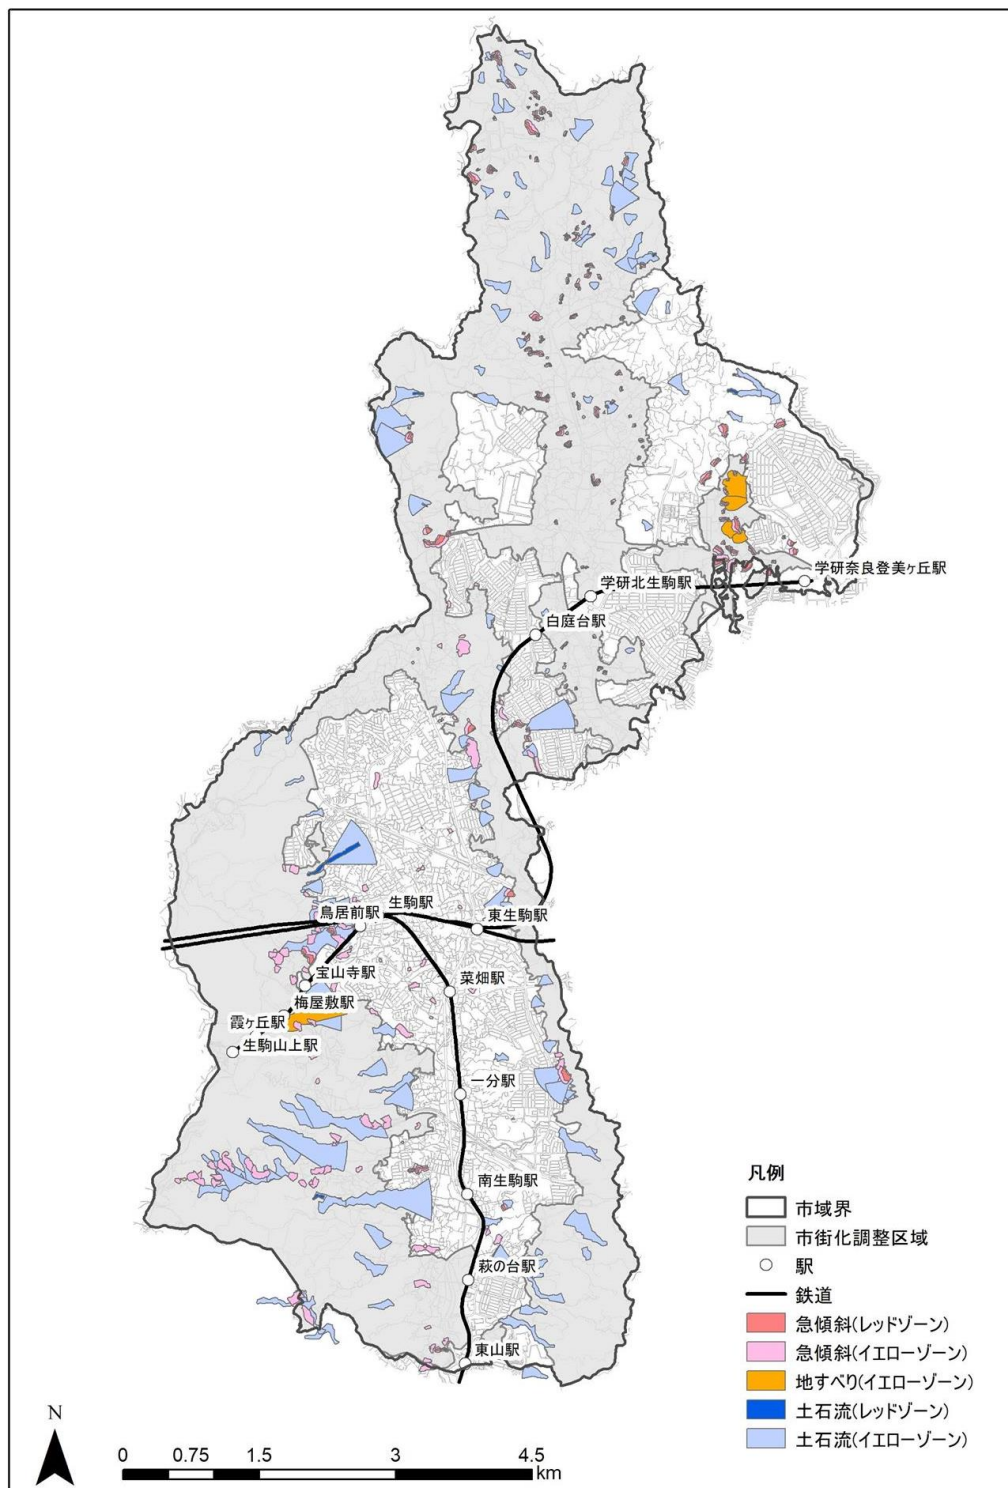 学研奈良登美ヶ丘駅
学研北生駒駅
白庭台駅
生駒駅
鳥居前駅
東生駒駅
宝山寺駅
菜畑駅
梅屋敷駅
霞ヶ丘駅
生駒山上駅
一分駅
南生駒駅
萩の台駅
東山駅
凡例
市域界
市街化調整区域
駅
鉄道
急傾斜(レッドゾーン)
急傾斜(イエローゾーン)
地すべり(イエローゾーン)
土石流(レッドゾーン)
土石流(イエローゾーン)
N
0 0.75 1.5 3 4.5
km